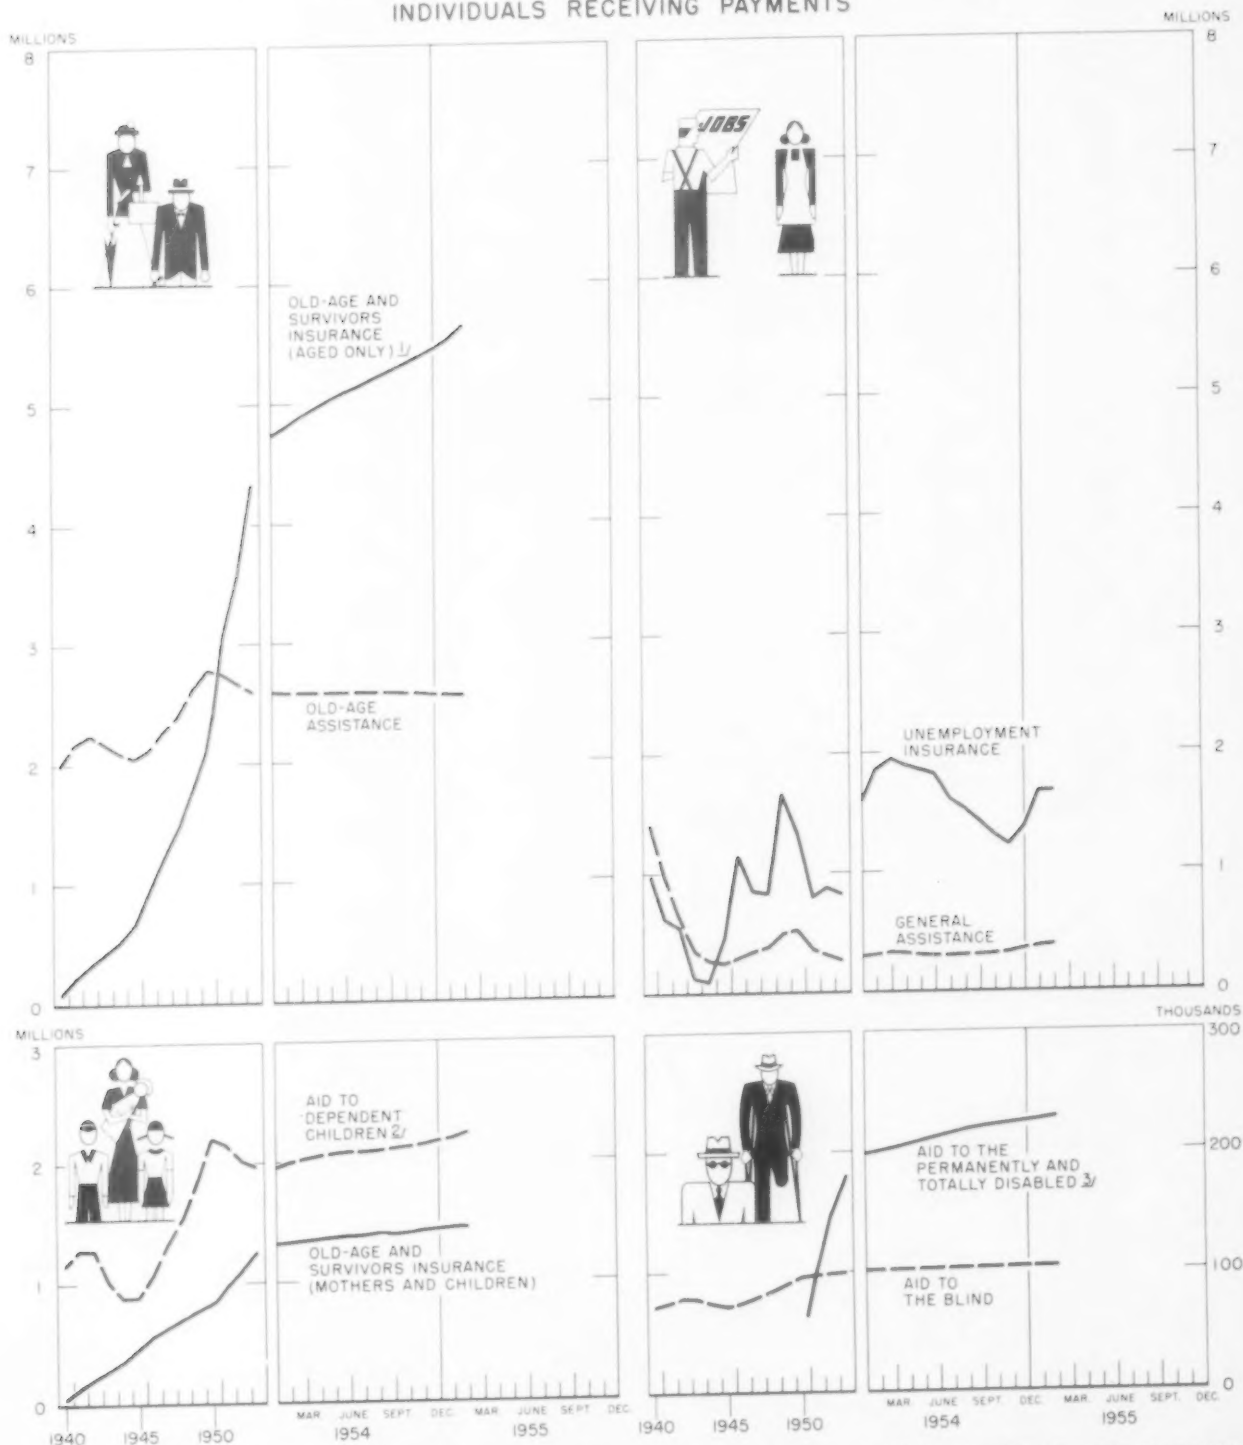 INDIVIDUALS RECEIVING PAYMENTS
MILLIONS
8
7
6
5
4
3
2
1
0
OLD-AGE AND
SURVIVORS
INSURANCE
(AGED ONLY) 1/
OLD-AGE
ASSISTANCE
MILLIONS
8
7
6
5
4
3
2
1
0
JOBS
UNEMPLOYMENT
INSURANCE
GENERAL
ASSISTANCE
MILLIONS
3
2
1
0
AID TO
DEPENDENT
CHILDREN 2/
OLD-AGE AND
SURVIVORS INSURANCE
(MOTHERS AND CHILDREN)
1940 1945 1950
MAR. JUNE SEPT. DEC. MAR. JUNE SEPT. DEC.
1954 1955
THOUSANDS
300
200
100
0
AID TO THE
PERMANENTLY AND
TOTALLY DISABLED 3/
AID TO
THE BLIND
1940 1945 1950
MAR. JUNE SEPT. DEC. MAR. JUNE SEPT. DEC.
1954 1955